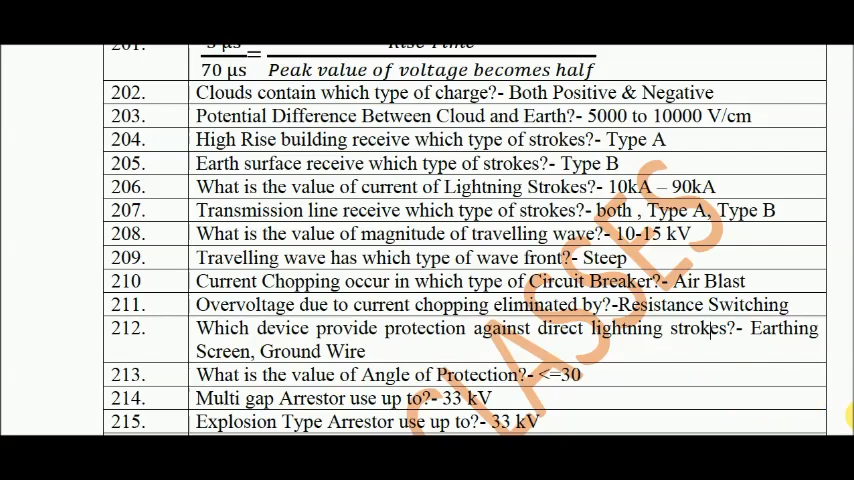 201.
3 µs
=
Rise Time
70 µs
Peak value of voltage becomes half
202. Clouds contain which type of charge?- Both Positive & Negative
203. Potential Difference Between Cloud and Earth?- 5000 to 10000 V/cm
204. High Rise building receive which type of strokes?- Type A
205. Earth surface receive which type of strokes?- Type B
206. What is the value of current of Lightning Strokes?- 10kA – 90kA
207. Transmission line receive which type of strokes?- both , Type A, Type B
208. What is the value of magnitude of travelling wave?- 10-15 kV
209. Travelling wave has which type of wave front?- Steep
210 Current Chopping occur in which type of Circuit Breaker?- Air Blast
211. Overvoltage due to current chopping eliminated by?-Resistance Switching
212. Which device provide protection against direct lightning strokes?- Earthing
Screen, Ground Wire
213. What is the value of Angle of Protection?- <=30
214. Multi gap Arrestor use up to?- 33 kV
215. Explosion Type Arrestor use up to?- 33 kV
CLASSES